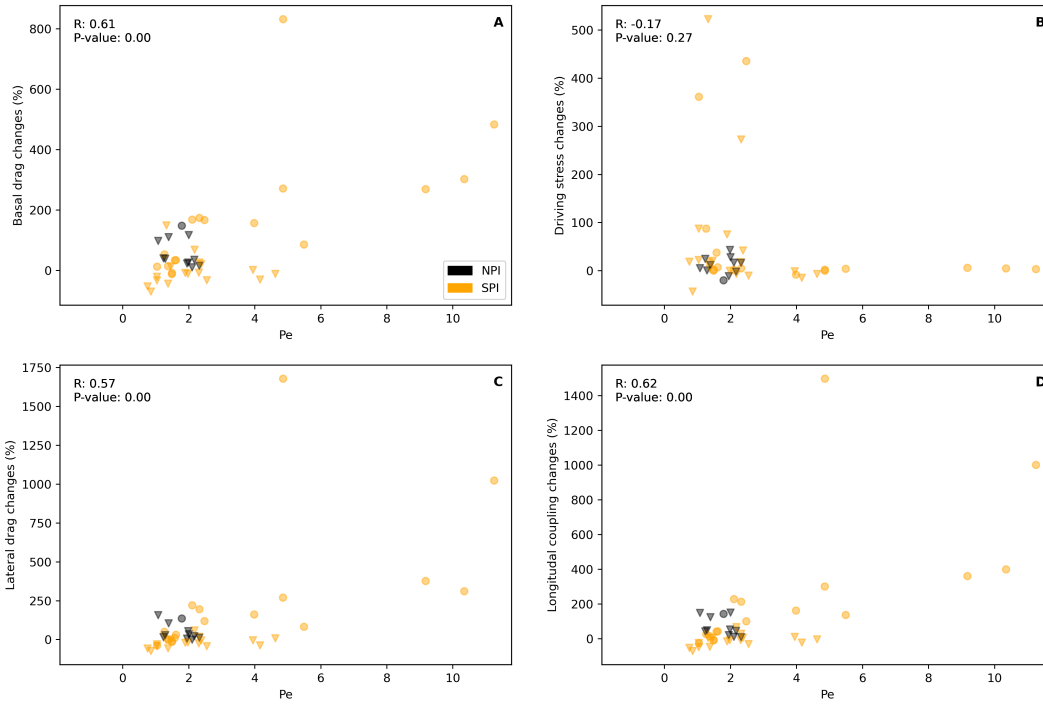 R: 0.61
P-value: 0.00
A
800
600
400
200
0
Basal drag changes (%)
NPI
SPI
0 2 4 6 8 10
Pe
R: -0.17
P-value: 0.27
B
500
400
300
200
100
0
Driving stress changes (%)
0 2 4 6 8 10
Pe
R: 0.57
P-value: 0.00
C
1750
1500
1250
1000
750
500
250
0
Lateral drag changes (%)
0 2 4 6 8 10
Pe
R: 0.62
P-value: 0.00
D
1400
1200
1000
800
600
400
200
0
Longitudal coupling changes (%)
0 2 4 6 8 10
Pe